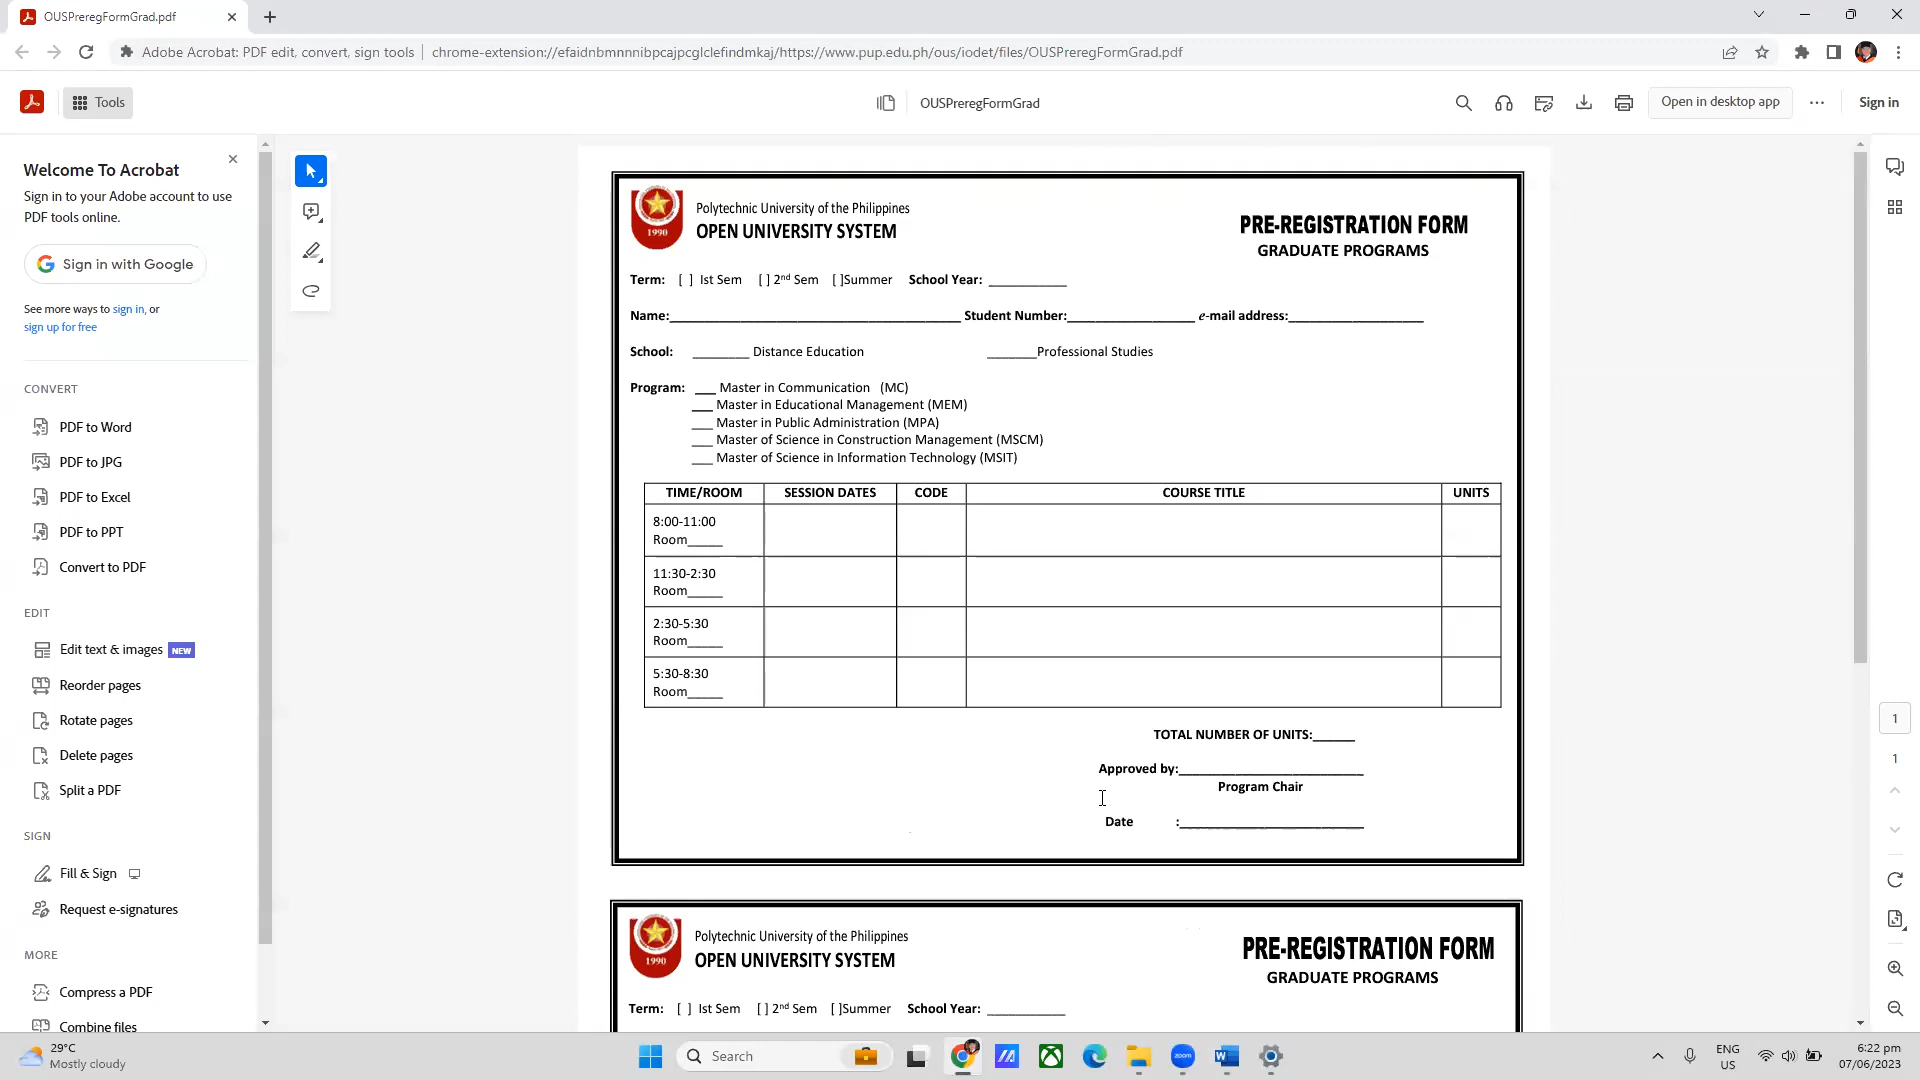 OUSPreregFormGrad.pdf
Adobe Acrobat: PDF edit, convert, sign tools | chrome-extension://efaidnbmnnnibpcajpcglclefindmkaj/https://www.pup.edu.ph/ous/iodet/files/OUSPreregFormGrad.pdf
Tools
OUSPreregFormGrad
Open in desktop app
Sign in
Welcome To Acrobat
Sign in to your Adobe account to use
PDF tools online.
Sign in with Google
See more ways to sign in, or
sign up for free
CONVERT
PDF to Word
PDF to JPG
PDF to Excel
PDF to PPT
Convert to PDF
EDIT
Edit text & images NEW
Reorder pages
Rotate pages
Delete pages
Split a PDF
SIGN
Fill & Sign
Request e-signatures
MORE
Compress a PDF
Combine files
1990
Polytechnic University of the Philippines
OPEN UNIVERSITY SYSTEM
PRE-REGISTRATION FORM
GRADUATE PROGRAMS
Term: [ ] Ist Sem [ ] 2nd Sem [ ]Summer School Year: ___________
Name:_________________________________________ Student Number:__________________ e-mail address:___________________
School: ________ Distance Education _______Professional Studies
Program: ___ Master in Communication (MC)
___ Master in Educational Management (MEM)
___ Master in Public Administration (MPA)
___ Master of Science in Construction Management (MSCM)
___ Master of Science in Information Technology (MSIT)
TIME/ROOM SESSION DATES CODE COURSE TITLE UNITS
8:00-11:00
Room_____
11:30-2:30
Room_____
2:30-5:30
Room_____
5:30-8:30
Room_____
TOTAL NUMBER OF UNITS:______
Approved by:__________________________
Program Chair
Date :__________________________
1990
Polytechnic University of the Philippines
OPEN UNIVERSITY SYSTEM
PRE-REGISTRATION FORM
GRADUATE PROGRAMS
Term: [ ] Ist Sem [ ] 2nd Sem [ ]Summer School Year: ___________
1
1
29°C
Mostly cloudy
Search
zoom
ENG
US
6:22 pm
07/06/2023